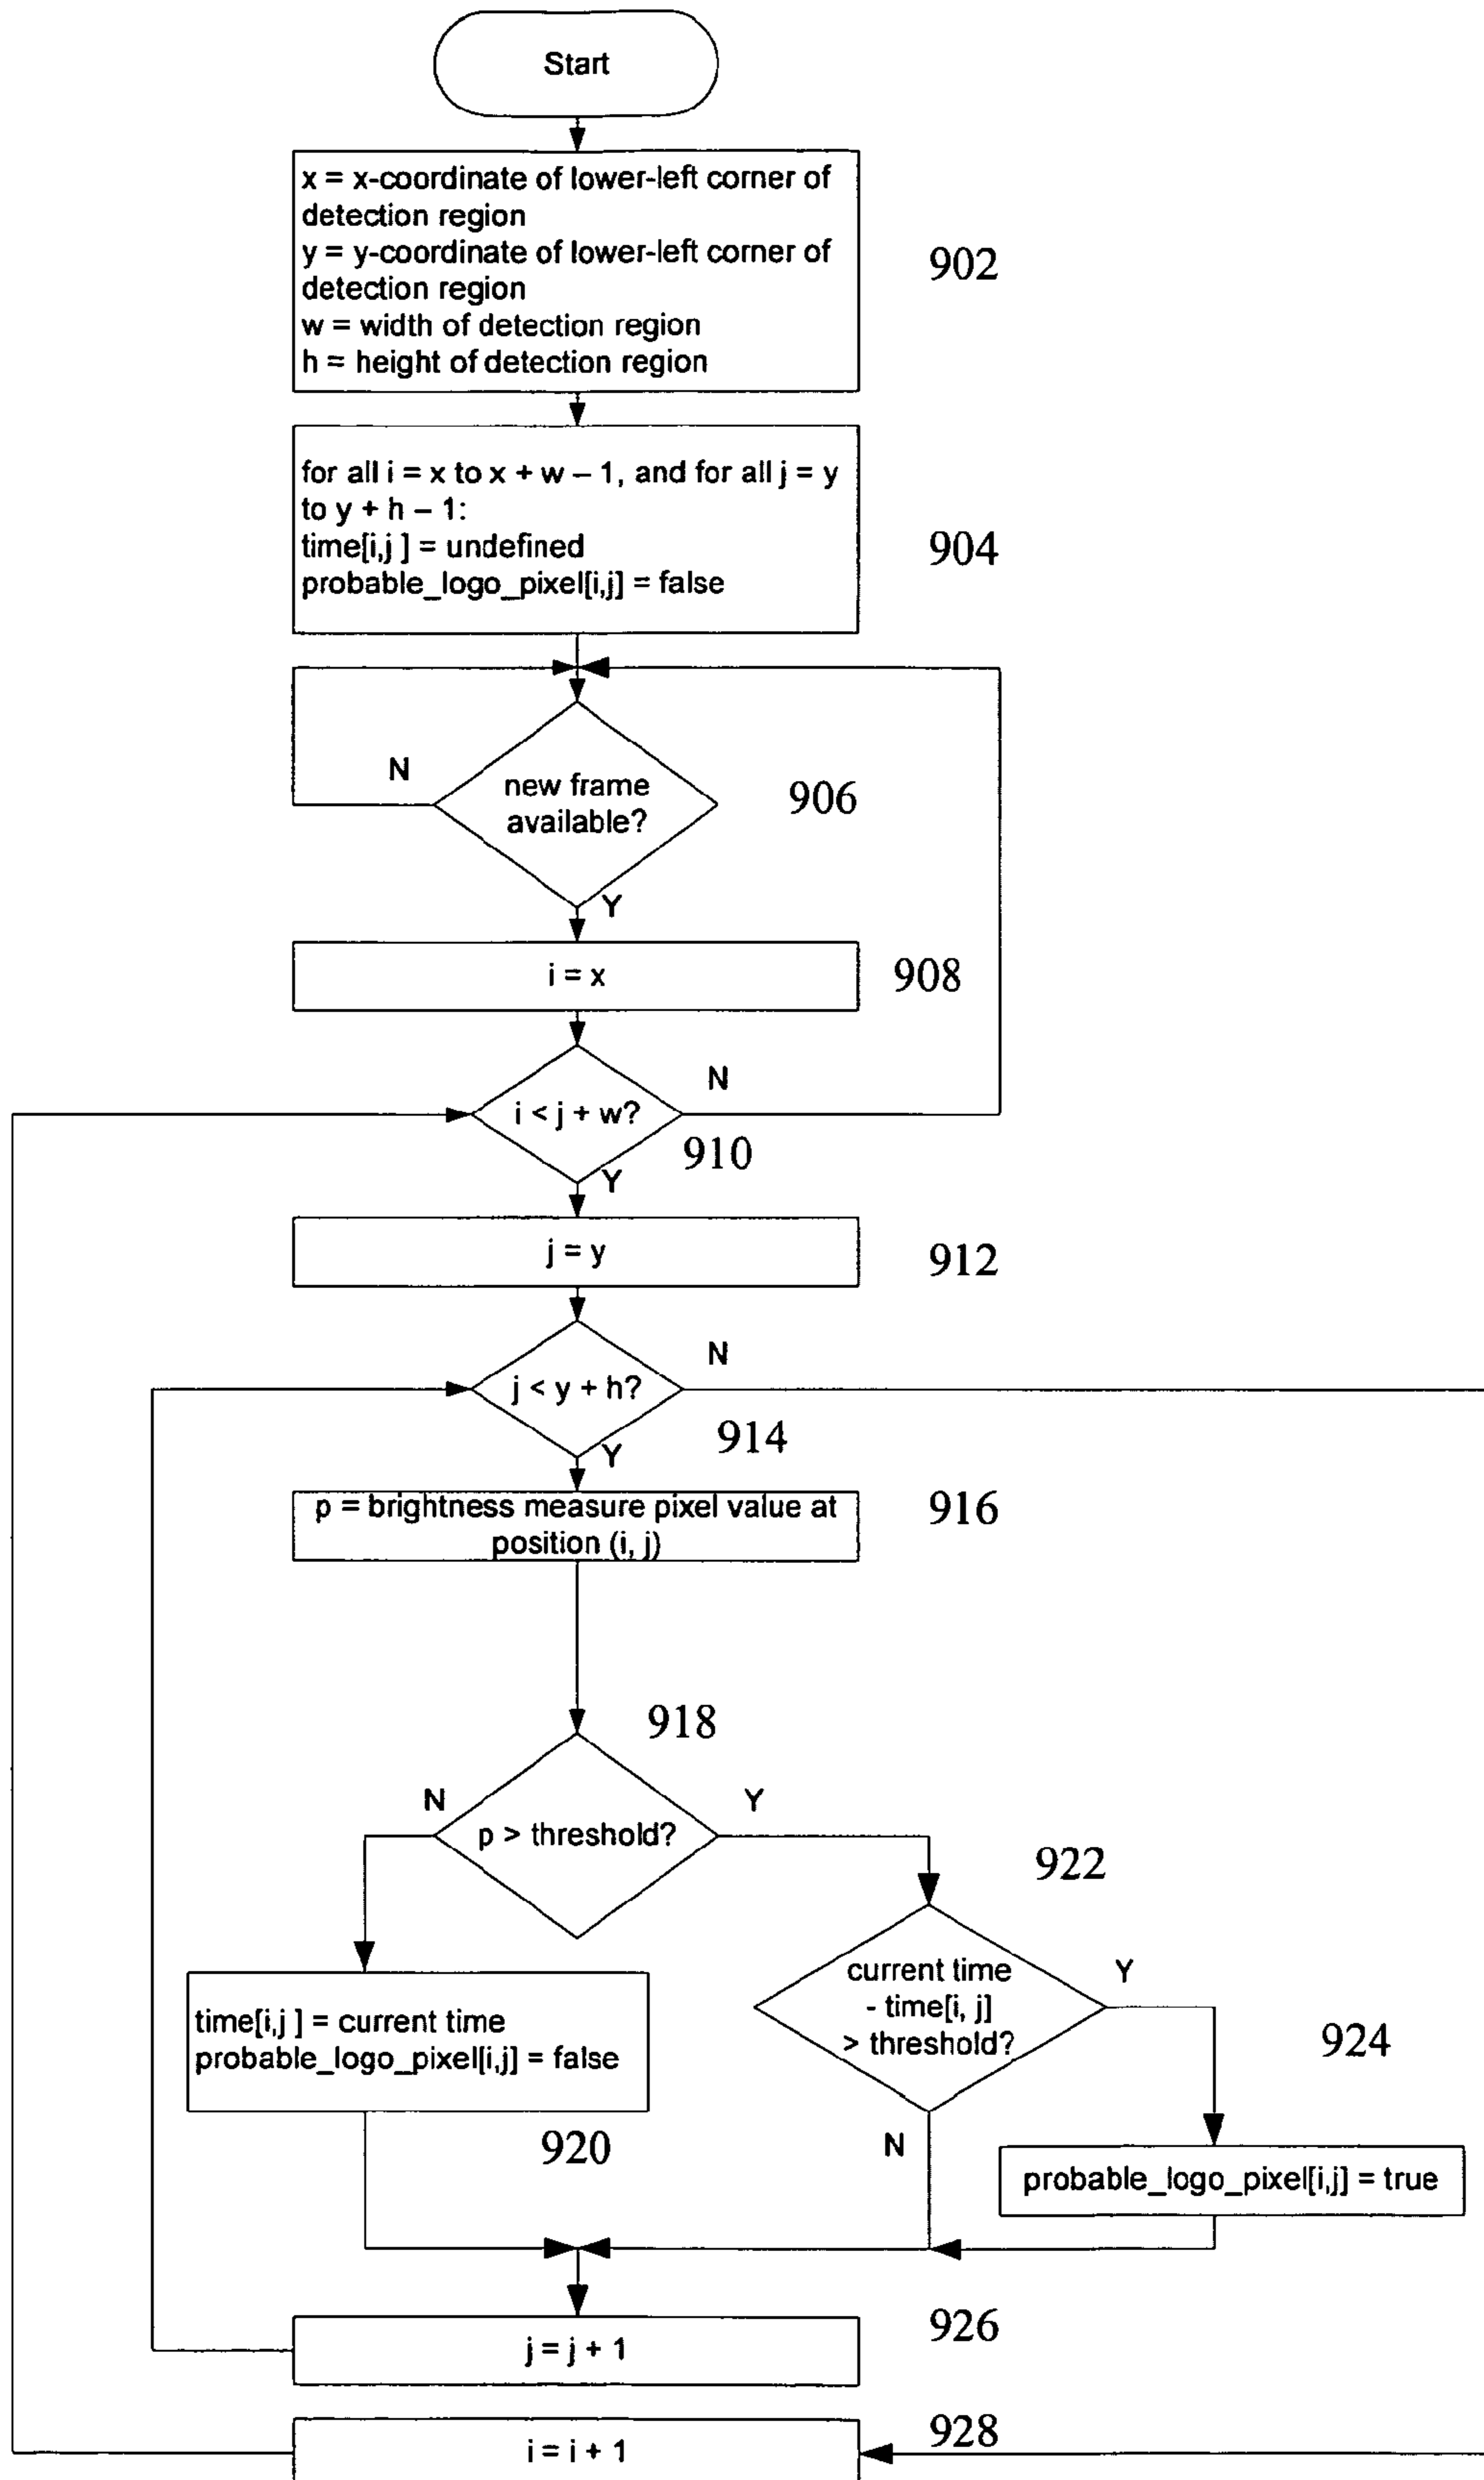 Start
x = x-coordinate of lower-left corner of
detection region
y = y-coordinate of lower-left corner of
detection region
w = width of detection region
h = height of detection region
902
for all i = x to x + w – 1, and for all j = y
to y + h – 1:
time[i,j ] = undefined
probable_logo_pixel[i,j] = false
904
N
new frame
available?
906
Y
i = x
908
N
i < j + w?
910
Y
j = y
912
N
j < y + h?
914
Y
p = brightness measure pixel value at
position (i, j)
916
918
N
Y
p > threshold?
922
current time
- time[i, j]
> threshold?
Y
time[i,j ] = current time
probable_logo_pixel[i,j] = false
924
920
N
probable_logo_pixel[i,j] = true
926
j = j + 1
928
i = i + 1